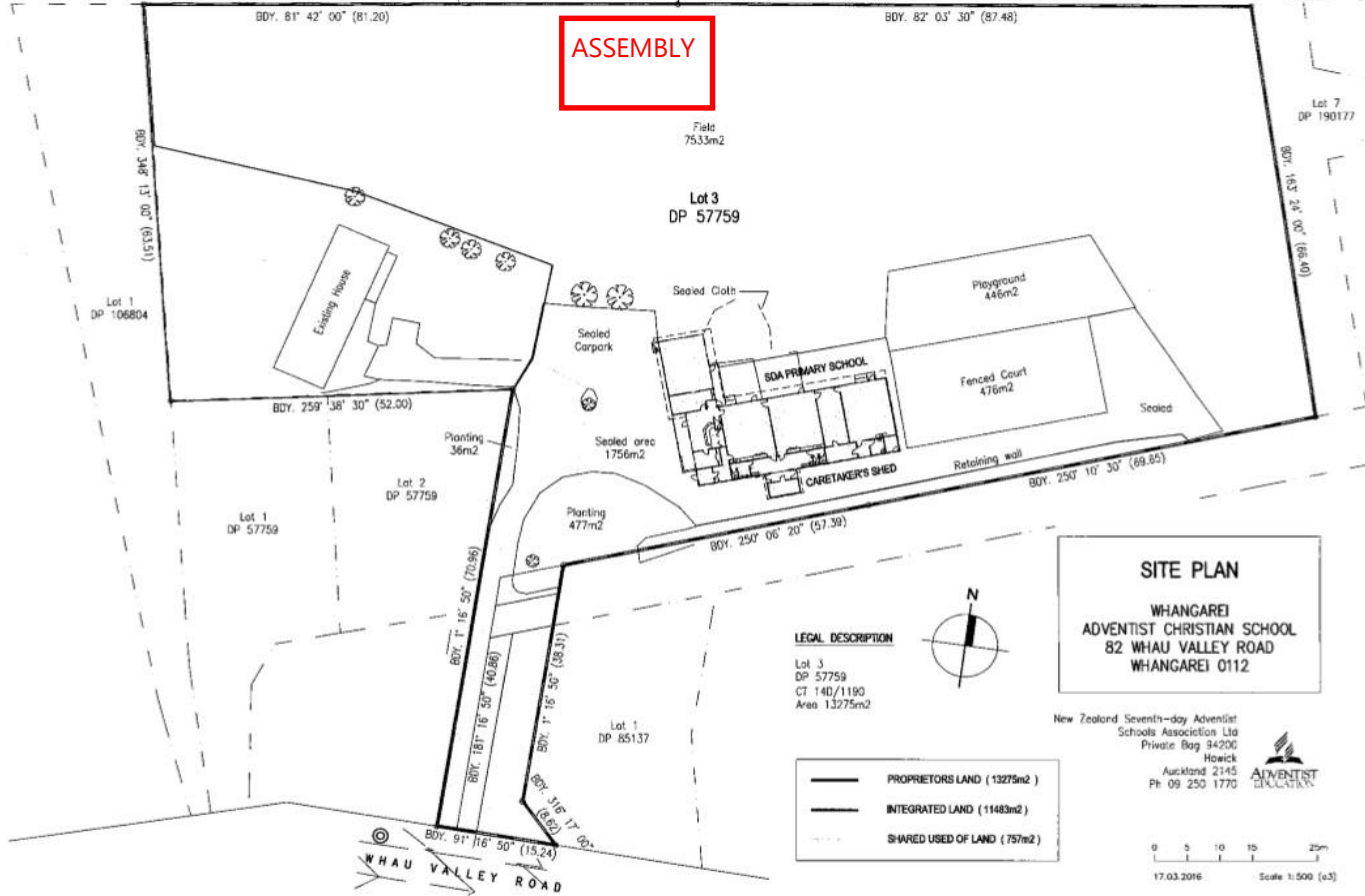 BDY. 81° 42' 00" (81.20)
BDY. 82° 03' 30" (87.48)
ASSEMBLY
Field
7533m2
Lot 3
DP 57759
Lot 7
DP 190177
BDY. 348° 13' 00" (63.51)
BDY. 163° 24' 00" (66.40)
Lot 1
DP 106804
Existing House
Sealed Cloth
Playground
446m2
Sealed
Carpark
SDA PRIMARY SCHOOL
Fenced Court
476m2
Sealed
BDY. 259° 38' 30" (52.00)
Planting
36m2
Sealed area
1756m2
Retaining wall
CARETAKER'S SHED
BDY. 250° 10' 30" (69.85)
Lot 2
DP 57759
Lot 1
DP 57759
Planting
477m2
BDY. 250° 06' 20" (57.39)
BDY. 1° 16' 50" (70.96)
BDY. 181° 16' 50" (40.86)
BDY. 1° 16' 50" (38.31)
BDY. 316° 17' 00"
(8.62)
BDY. 91° 16' 50" (15.24)
WHAU VALLEY ROAD
Lot 1
DP 85137
N
LEGAL DESCRIPTION
Lot 3
DP 57759
CT 14D/1190
Area 13275m2
SITE PLAN
WHANGAREI
ADVENTIST CHRISTIAN SCHOOL
82 WHAU VALLEY ROAD
WHANGAREI 0112
New Zealand Seventh-day Adventist
Schools Association Ltd
Private Bag 94200
Howick
Auckland 2145
Ph 09 250 1770
ADVENTIST
EDUCATION
PROPRIETORS LAND ( 13275m2 )
INTEGRATED LAND ( 11483m2 )
SHARED USED OF LAND ( 757m2 )
0 5 10 15 25m
17.03.2016
Scale 1:500 (a3)